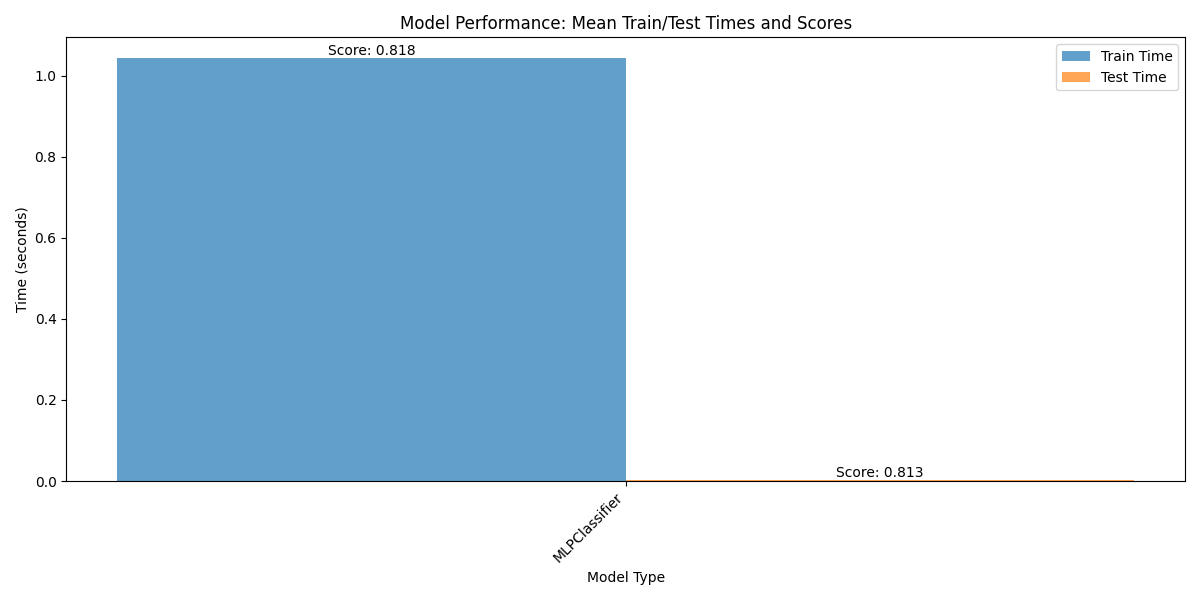 Model Performance: Mean Train/Test Times and Scores
Score: 0.818
Train Time
Test Time
1.0
0.8
0.6
0.4
0.2
0.0
Time (seconds)
Score: 0.813
MLPClassifier
Model Type